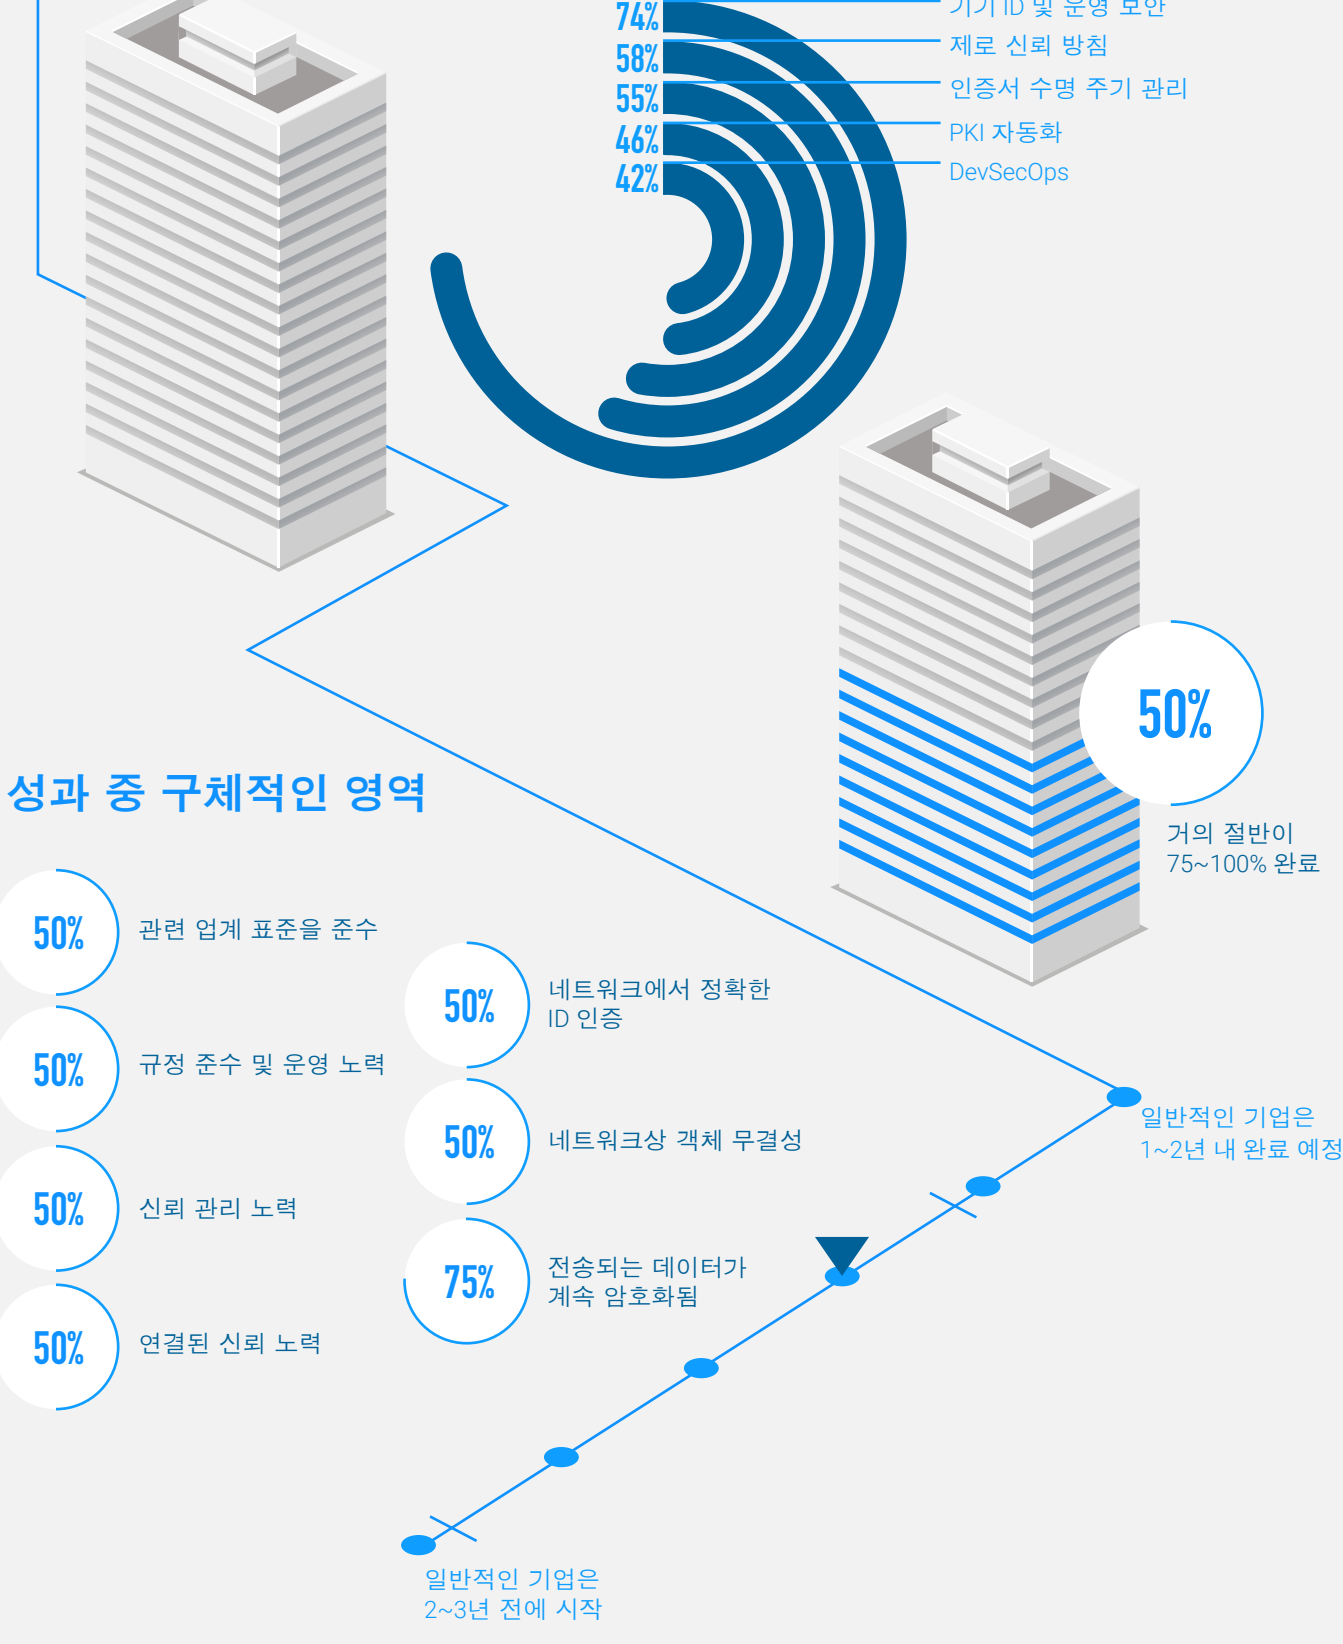 74%
기기 ID 및 운영 보안
58%
제로 신뢰 방침
55%
인증서 수명 주기 관리
46%
PKI 자동화
42%
DevSecOps
50%
거의 절반이
75~100% 완료
성과 중 구체적인 영역
50%
관련 업계 표준을 준수
50%
규정 준수 및 운영 노력
50%
신뢰 관리 노력
50%
연결된 신뢰 노력
50%
네트워크에서 정확한
ID 인증
50%
네트워크상 객체 무결성
75%
전송되는 데이터가
계속 암호화됨
일반적인 기업은
1~2년 내 완료 예정
일반적인 기업은
2~3년 전에 시작